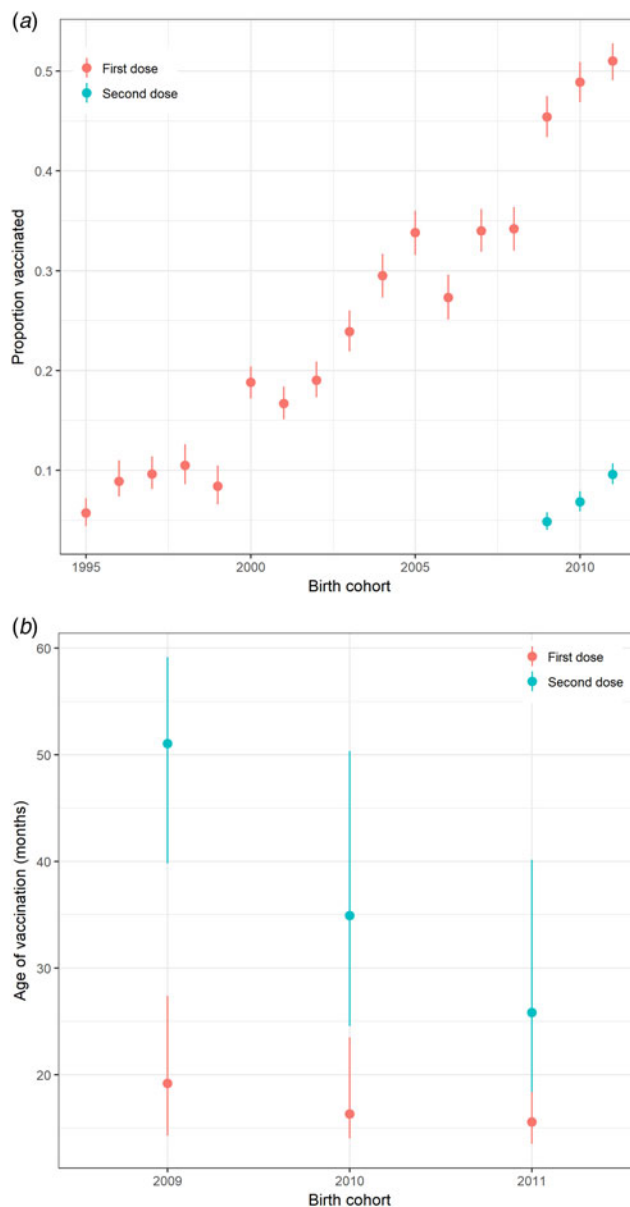 (a)
First dose
Second dose
0.5
0.4
0.3
0.2
0.1
Proportion vaccinated
1995
2000
2005
2010
Birth cohort
(b)
First dose
Second dose
60
50
40
30
20
Age of vaccination (months)
2009
2010
2011
Birth cohort